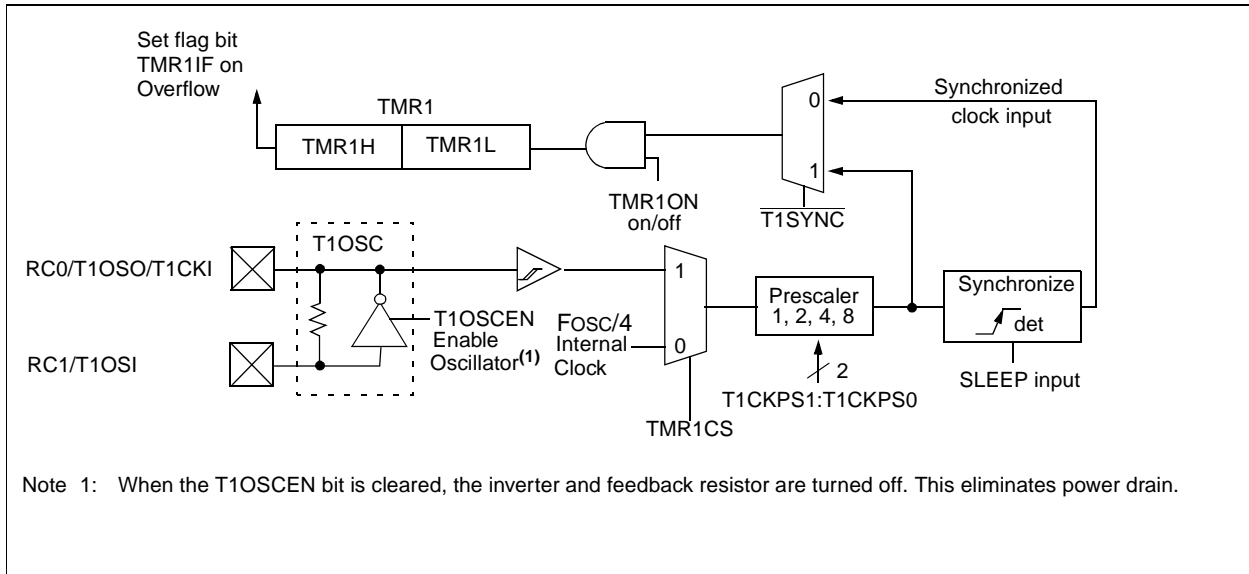 Set flag bit
TMR1IF on
Overflow
TMR1
TMR1H
TMR1L
TMR1ON
on/off
0
1
T1SYNC
Synchronized
clock input
RC0/T1OSO/T1CKI
RC1/T1OSI
T1OSC
T1OSCEN
Enable
Oscillator(1)
FOSC/4
Internal
Clock
1
0
TMR1CS
Prescaler
1, 2, 4, 8
2
T1CKPS1:T1CKPS0
Synchronize
det
SLEEP input
Note 1: When the T1OSCEN bit is cleared, the inverter and feedback resistor are turned off. This eliminates power drain.